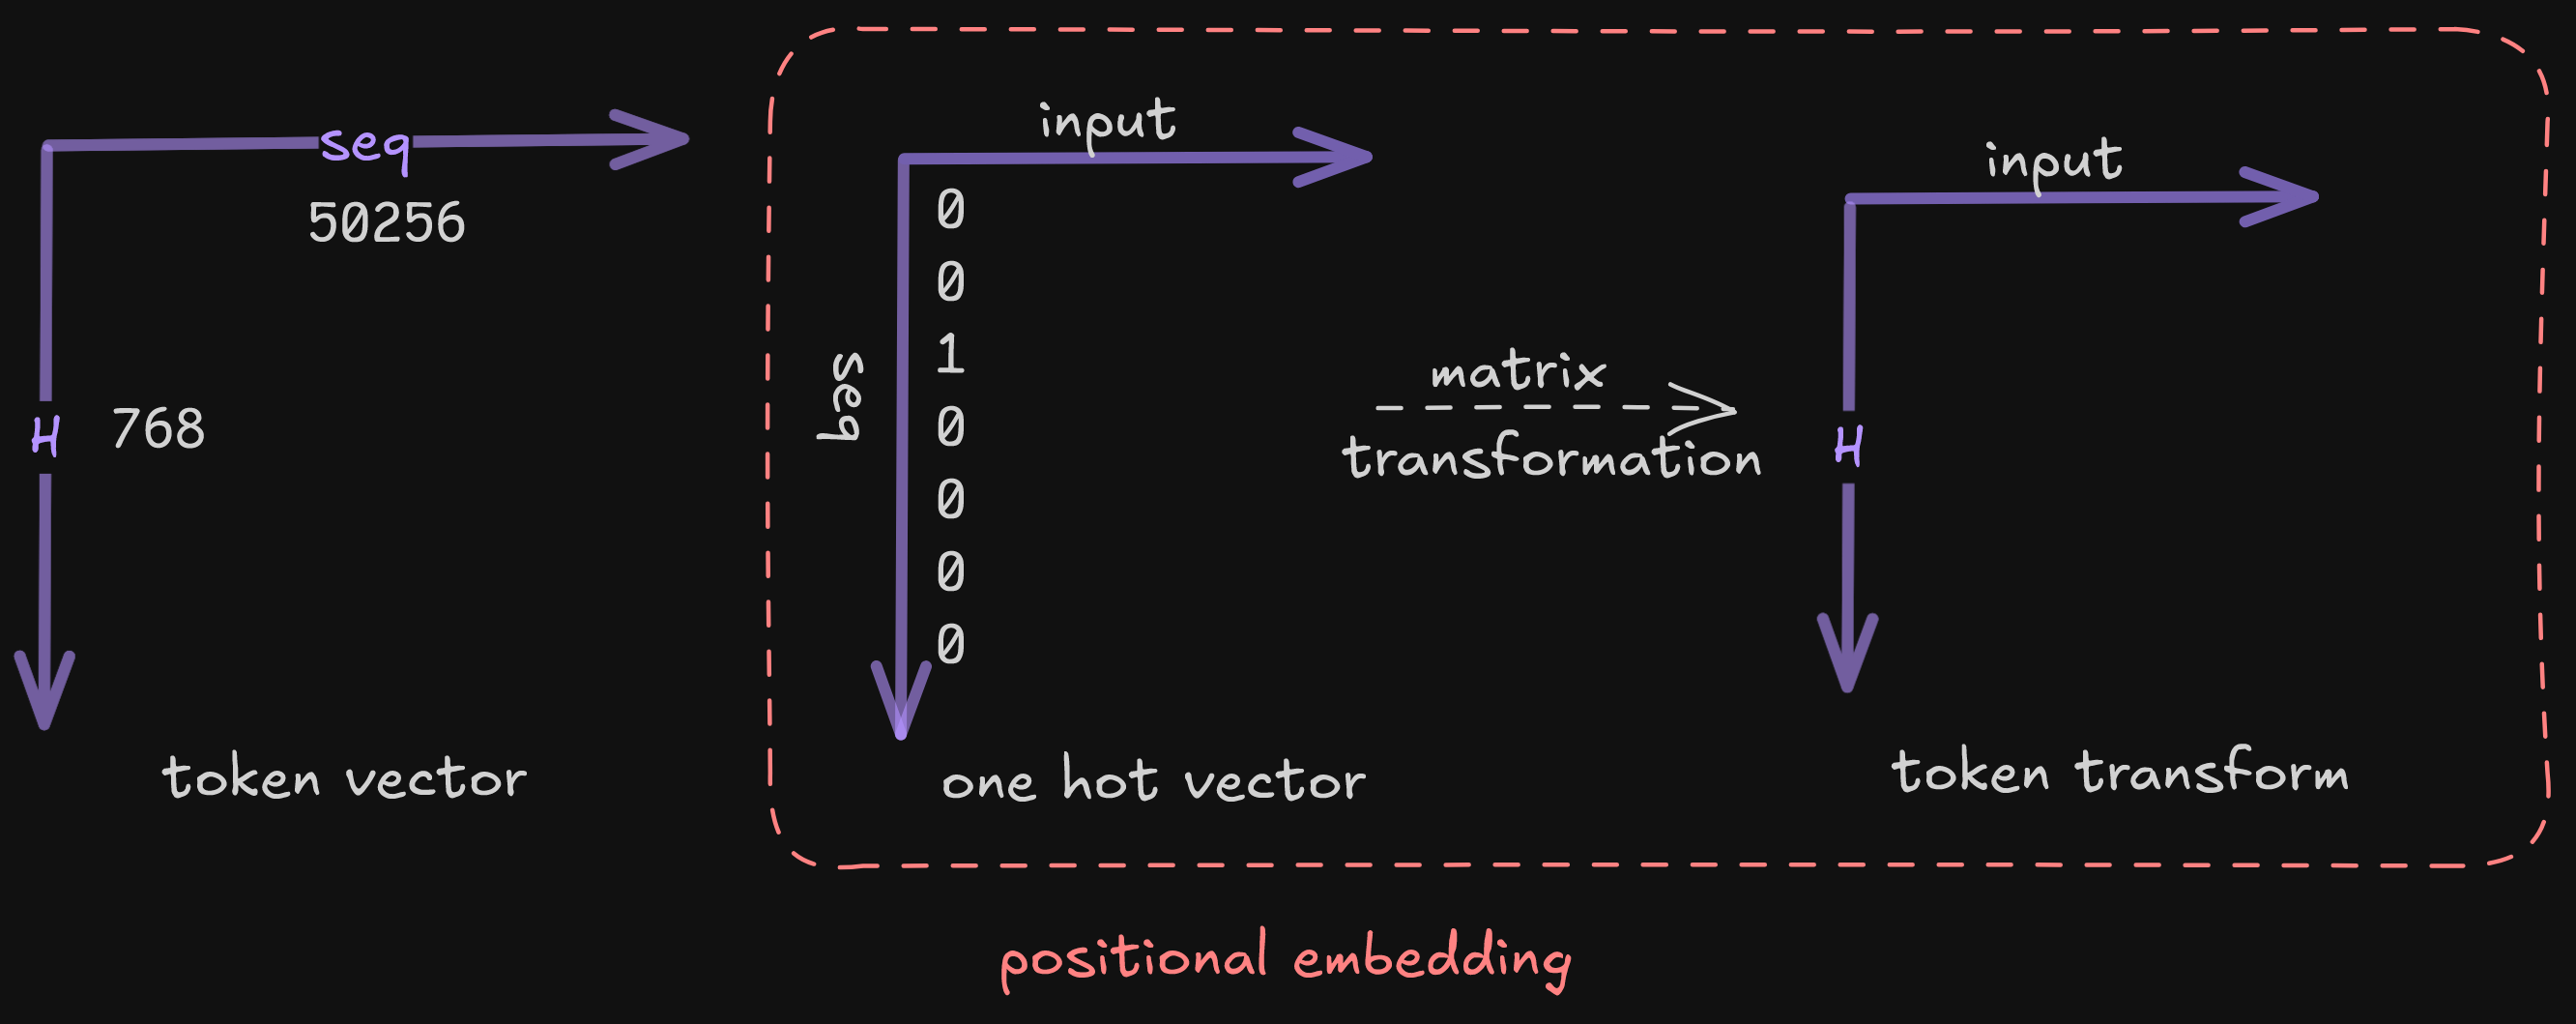 seq
50256
H
768
token vector
input
seq
0
0
1
0
0
0
0
one hot vector
matrix
transformation
input
H
token transform
positional embedding